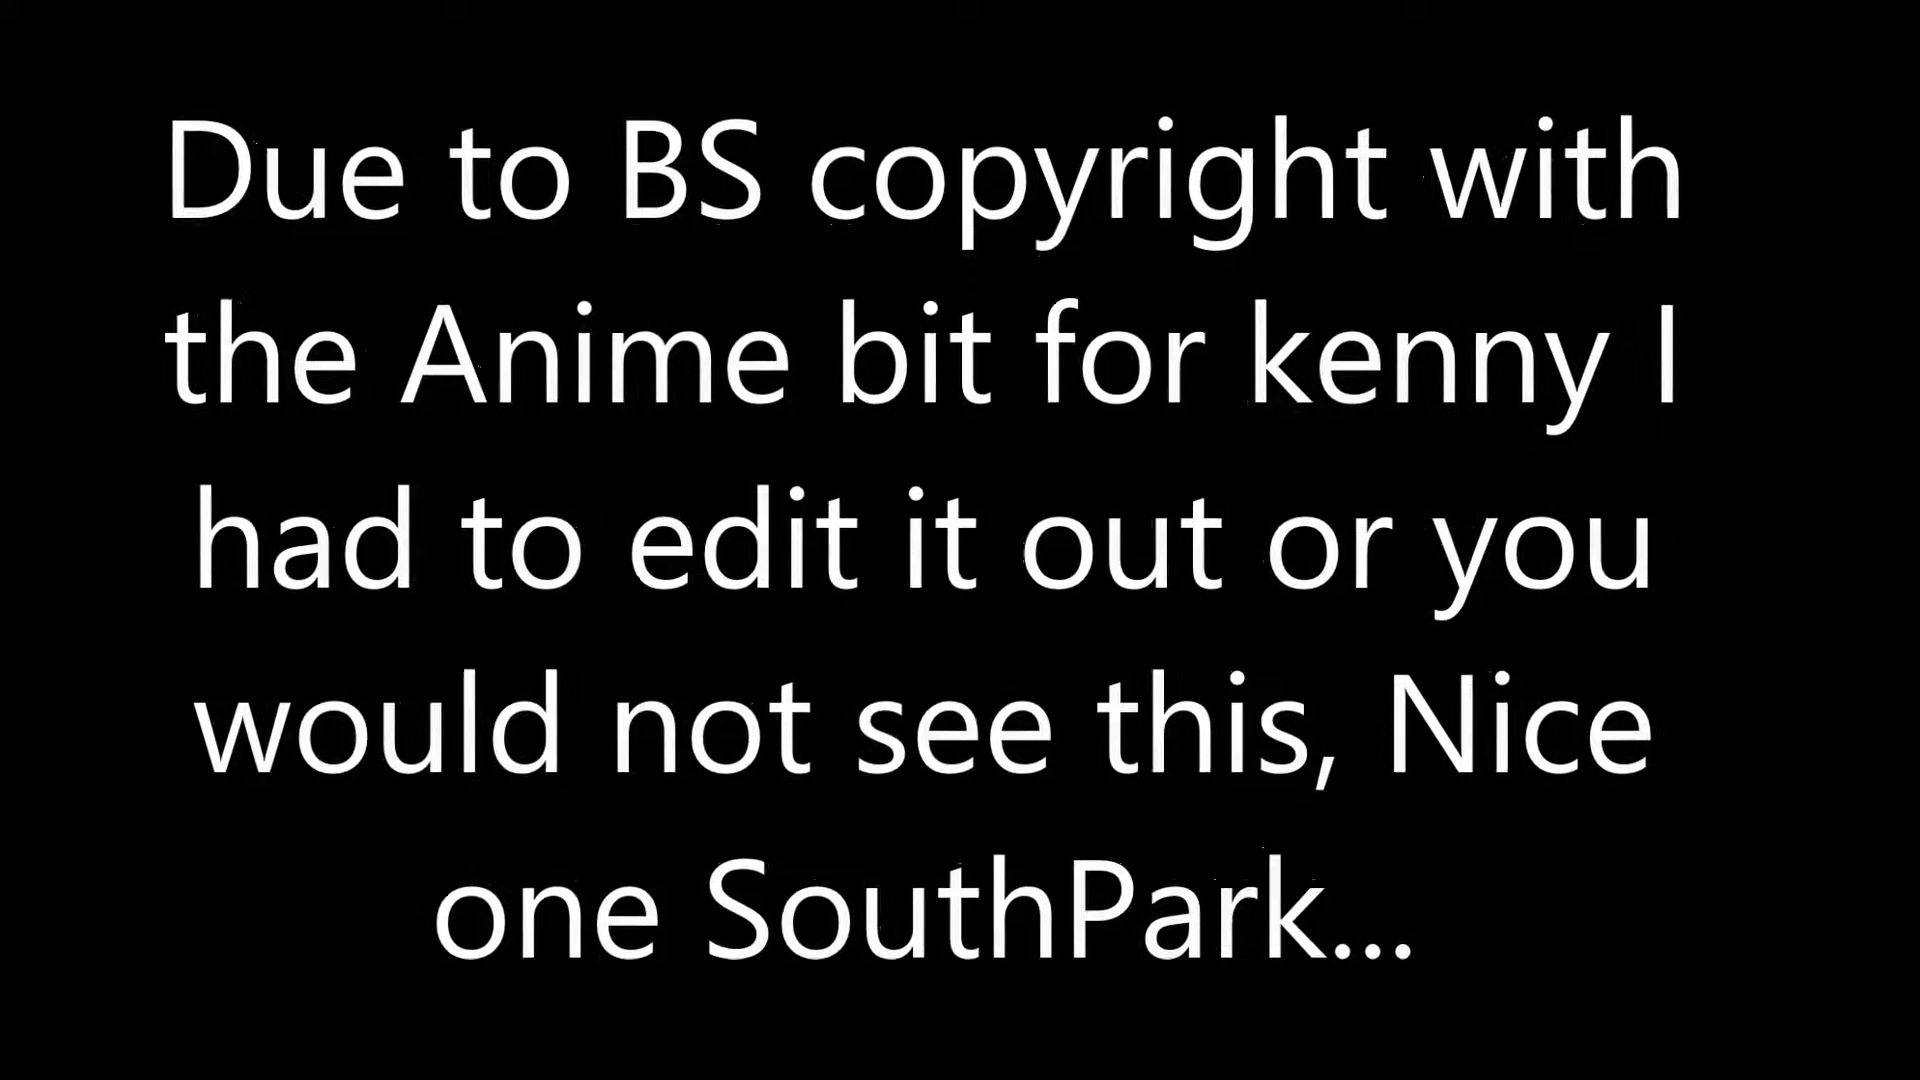 Due to BS copyright with
the Anime bit for kenny I
had to edit it out or you
would not see this, Nice
one SouthPark...